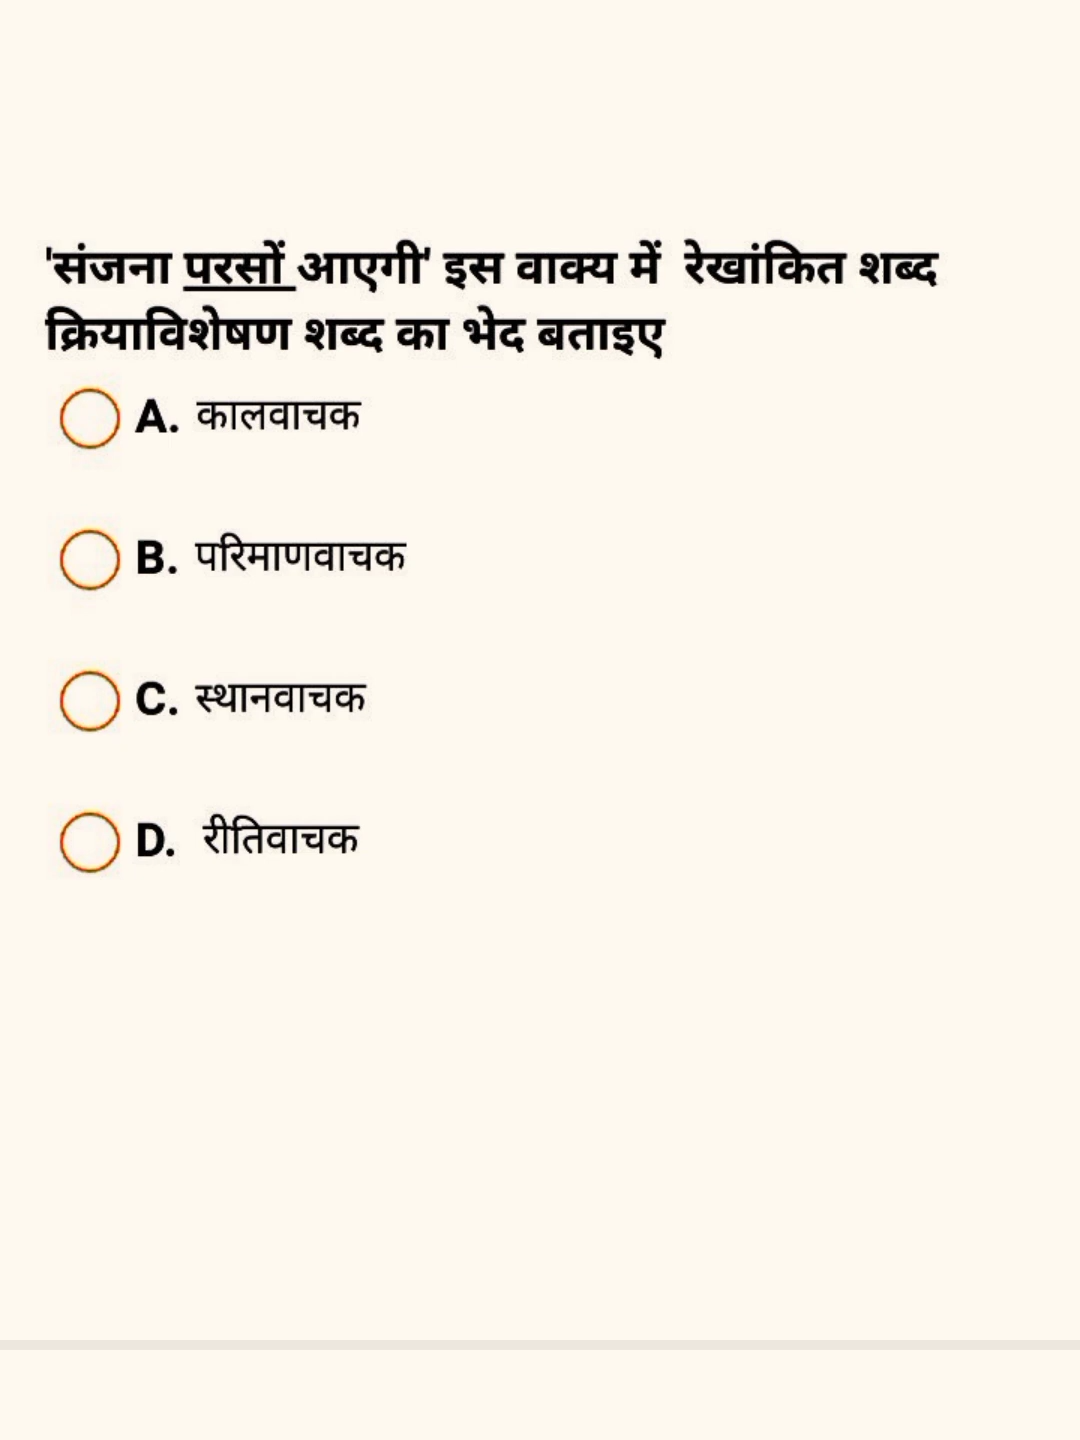 'संजना परसों आएगी' इस वाक्य में रेखांकित शब्द
क्रियाविशेषण शब्द का भेद बताइए
A. कालवाचक
B. परिमाणवाचक
C. स्थानवाचक
D. रीतिवाचक